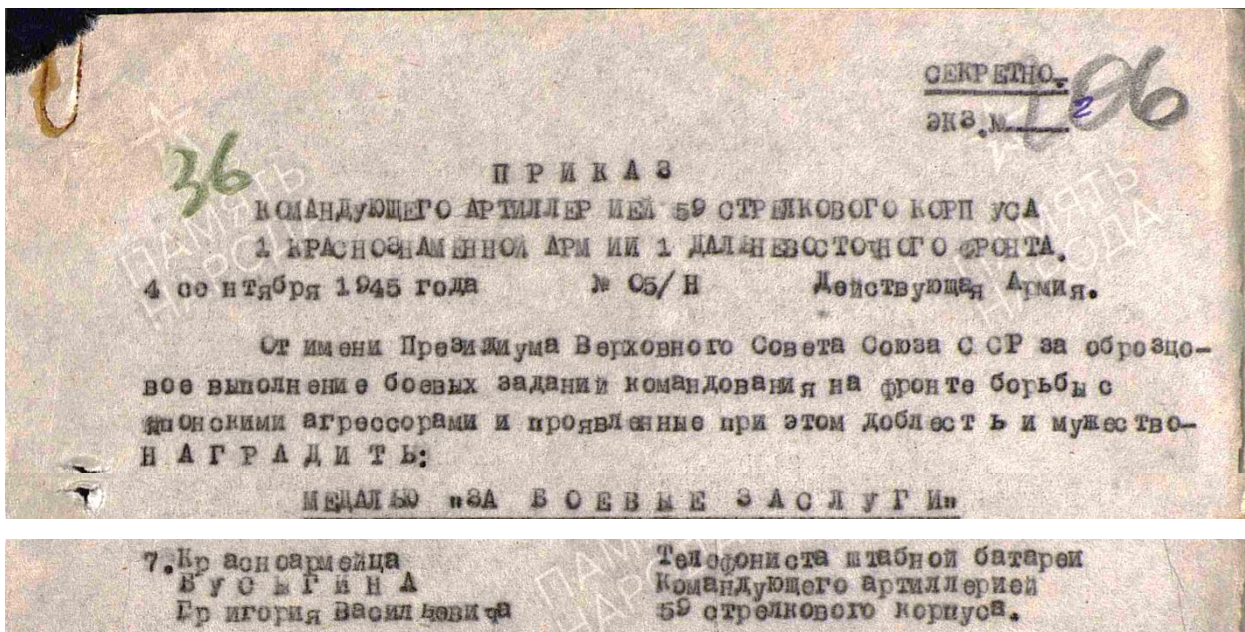 СЕКРЕТНО.
ЭКЗ.№ 2
36
П Р И К А З
КОМАНДУЮЩЕГО АРТИЛЛЕРИЕЙ 59 СТРЕЛКОВОГО КОРПУСА
1 КРАСНОЗНАМЕННОЙ АРМИИ 1 ДАЛЬНЕВОСТОЧНОГО ФРОНТА.
4 сентября 1945 года № 05/Н Действующая Армия.
От имени Президиума Верховного Совета Союза ССР за оброзцо-
вое выполнение боевых заданий командования на фронте борьбы с
японскими агрессорами и проявленные при этом доблесть и мужество-
Н А Г Р А Д И Т Ь:
МЕДАЛЬЮ "ЗА Б О Е В Ы Е З А С Л У Г И"
7.Красноармейца Телефониста штабной батареи
Б У С Ы Г И Н А Командующего артиллерией
Григория Васильевича 59 стрелкового корпуса.
ПАМЯТЬ НАРОДА